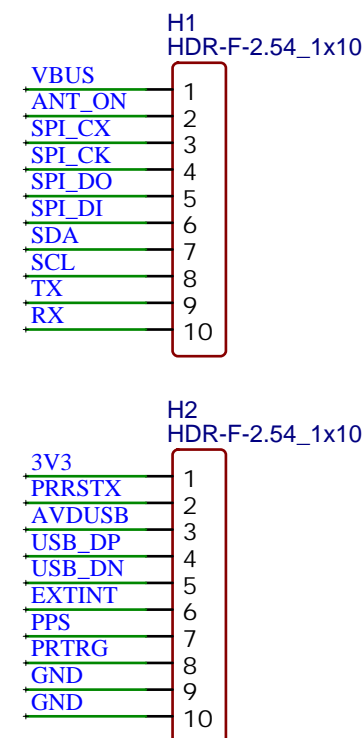 H1
HDR-F-2.54_1x10
VBUS 1
ANT_ON 2
SPI_CX 3
SPI_CK 4
SPI_DO 5
SPI_DI 6
SDA 7
SCL 8
TX 9
RX 10
H2
HDR-F-2.54_1x10
3V3 1
PRRSTX 2
AVDUSB 3
USB_DP 4
USB_DN 5
EXTINT 6
PPS 7
PRTRG 8
GND 9
GND 10